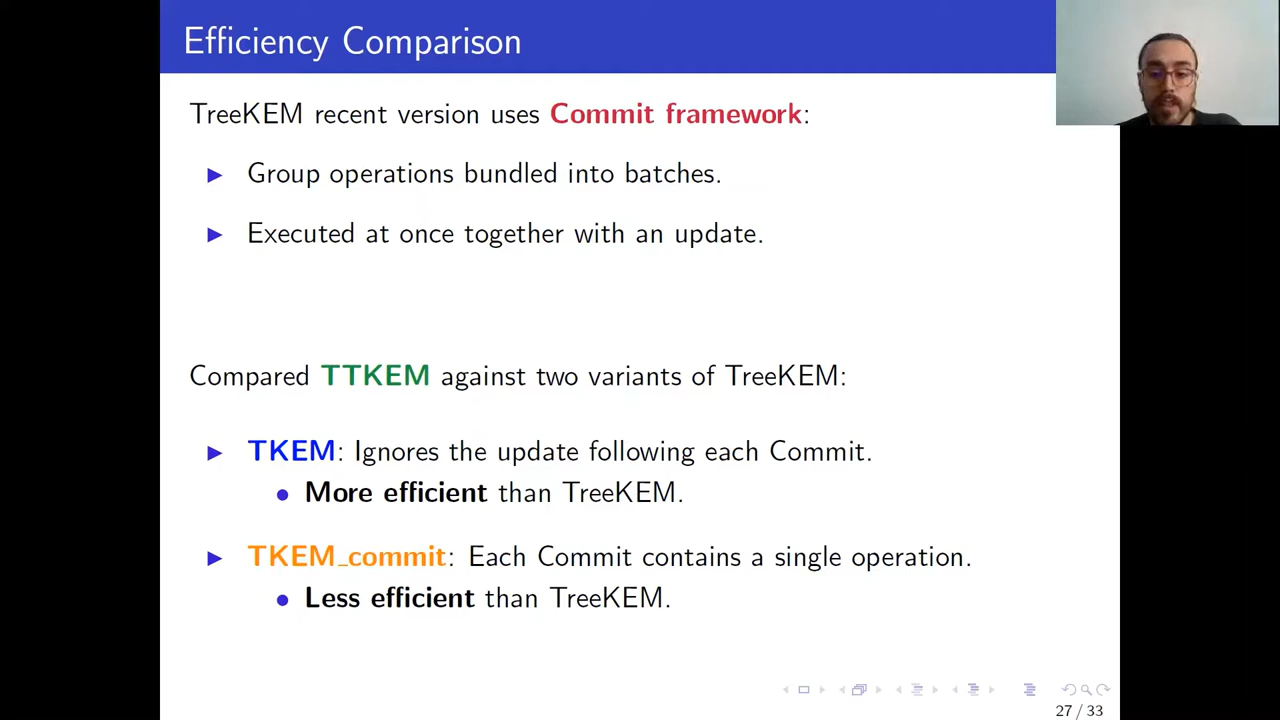 Efficiency Comparison
TreeKEM recent version uses Commit framework:
▶ Group operations bundled into batches.
▶ Executed at once together with an update.
Compared TTKEM against two variants of TreeKEM:
▶ TKEM: Ignores the update following each Commit.
• More efficient than TreeKEM.
▶ TKEM_commit: Each Commit contains a single operation.
• Less efficient than TreeKEM.
27 / 33